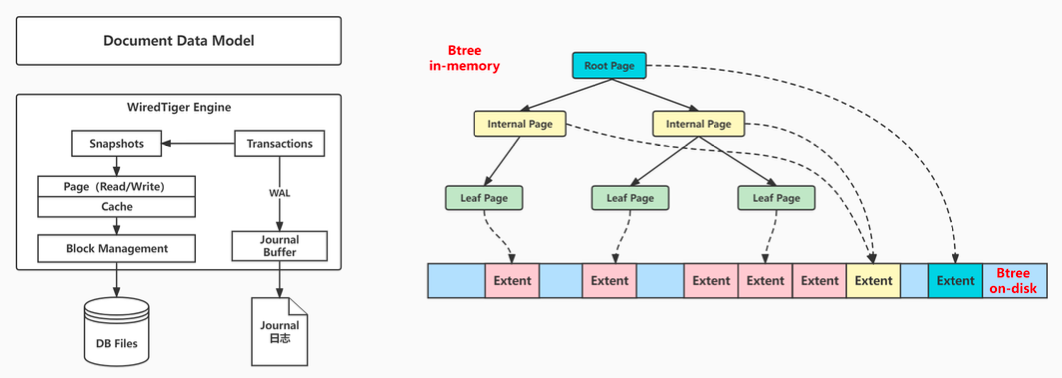 Document Data Model
WiredTiger Engine
Snapshots
Transactions
Page (Read/Write)
Cache
WAL
Block Management
Journal
Buffer
DB Files
Journal
日志
Btree
in-memory
Root Page
Internal Page
Internal Page
Leaf Page
Leaf Page
Leaf Page
Extent
Extent
Extent
Extent
Extent
Extent
Extent
Btree
on-disk